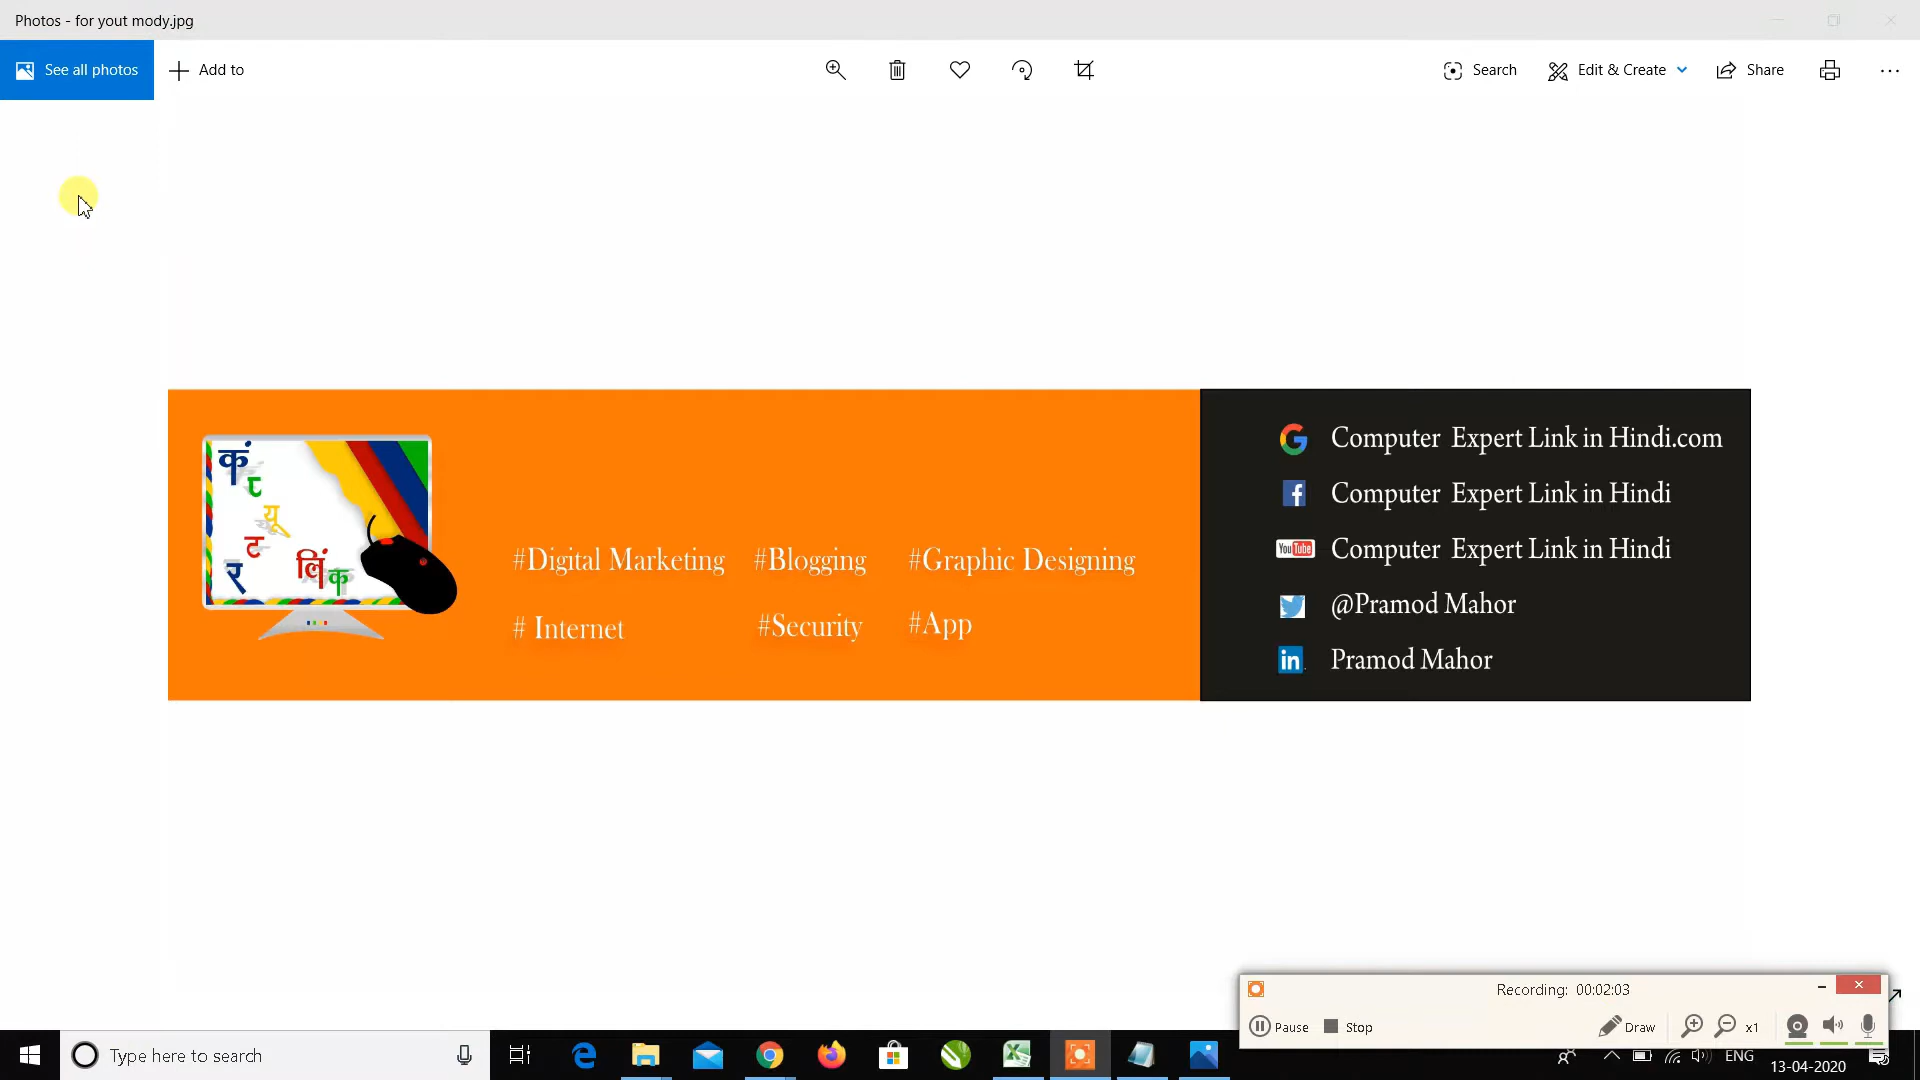 Photos - for yout mody.jpg
See all photos
Add to
Search
Edit & Create
Share
कं
प्
यू
ट
र
लिंक
#Digital Marketing #Blogging #Graphic Designing
# Internet #Security #App
Computer Expert Link in Hindi.com
Computer Expert Link in Hindi
YouTube Computer Expert Link in Hindi
@Pramod Mahor
in Pramod Mahor
Recording: 00:02:03
Pause
Stop
Draw
x1
Type here to search
ENG
13-04-2020